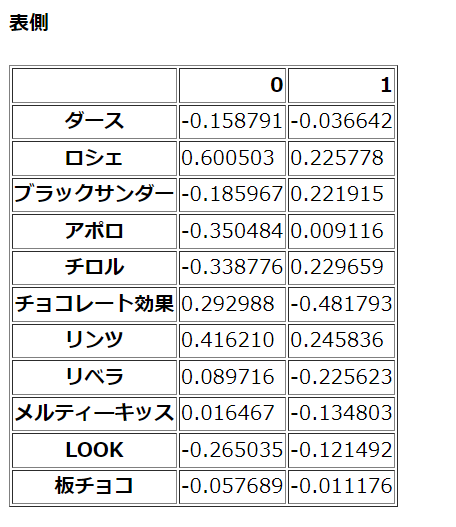 表側
0 1
ダース -0.158791 -0.036642
ロシェ 0.600503 0.225778
ブラックサンダー -0.185967 0.221915
アポロ -0.350484 0.009116
チロル -0.338776 0.229659
チョコレート効果 0.292988 -0.481793
リンツ 0.416210 0.245836
リベラ 0.089716 -0.225623
メルティーキッス 0.016467 -0.134803
LOOK -0.265035 -0.121492
板チョコ -0.057689 -0.011176